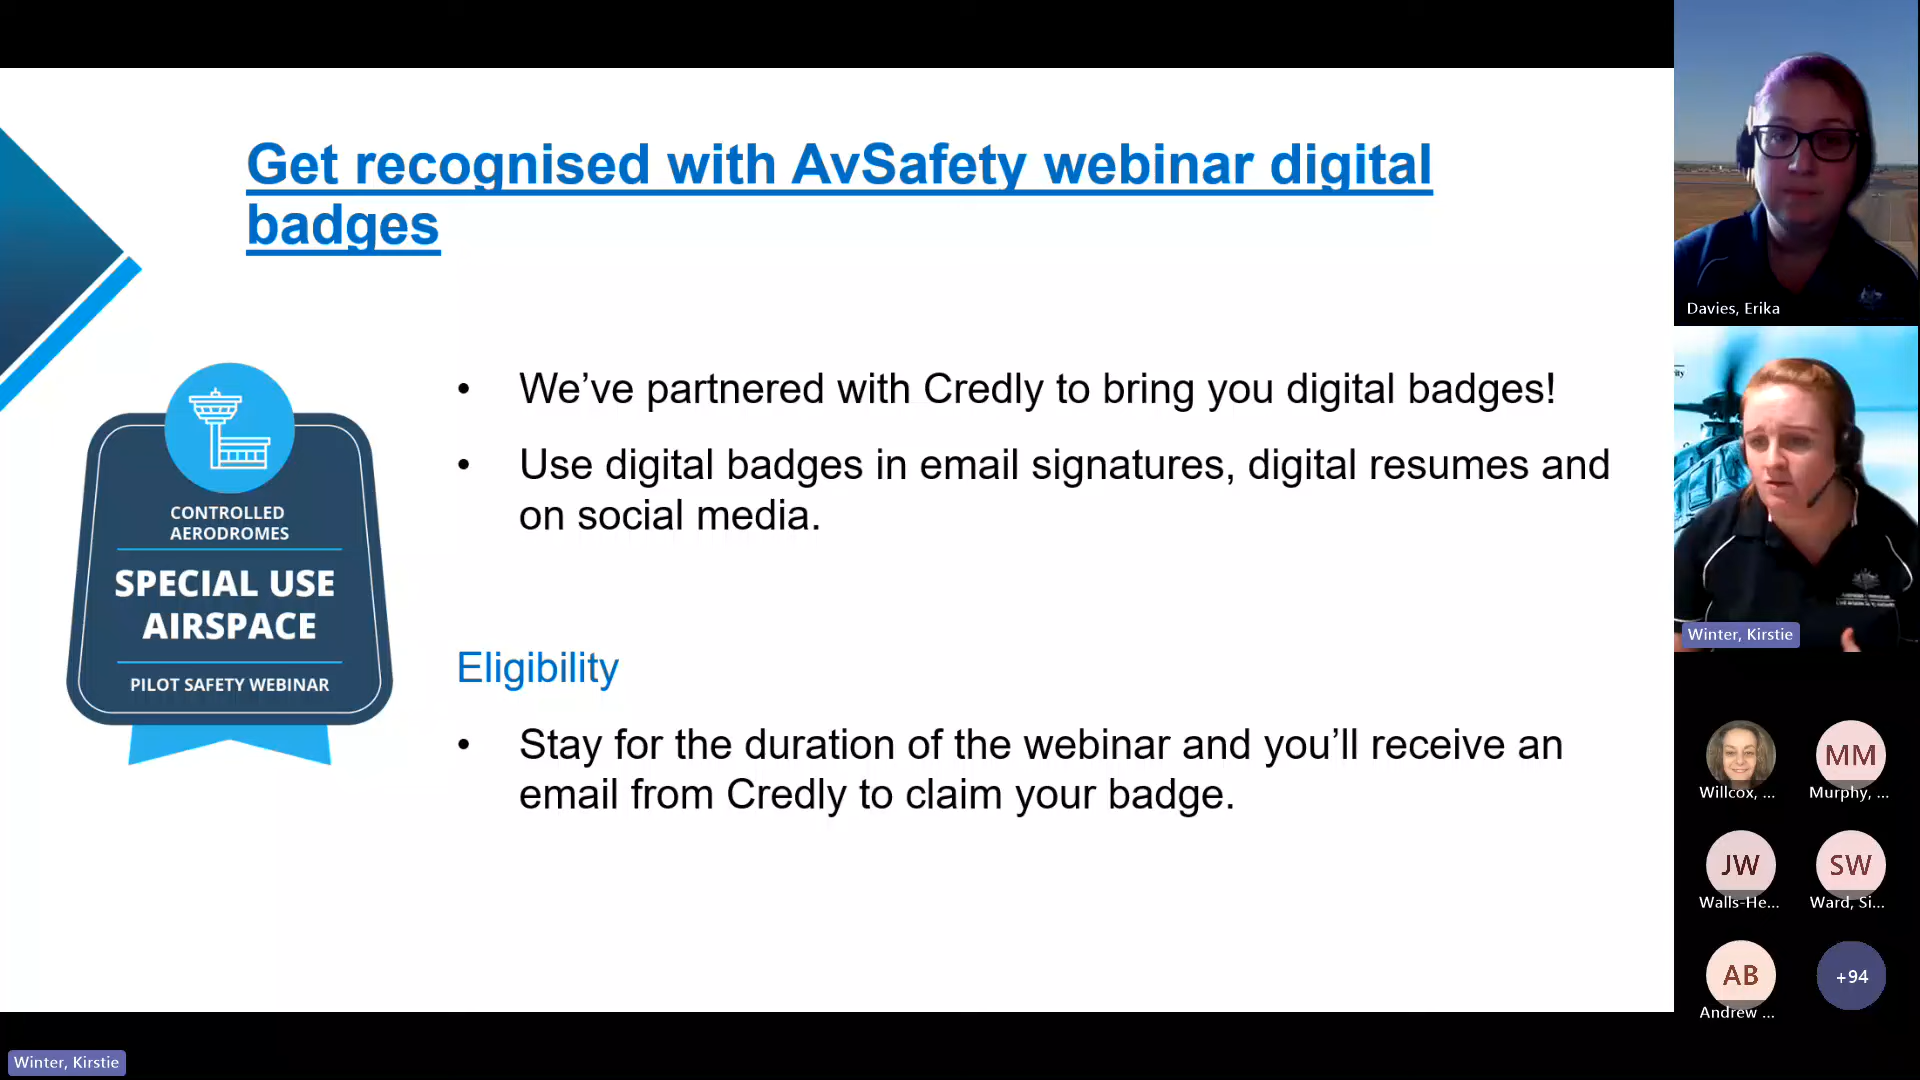 Get recognised with AvSafety webinar digital
badges
• We’ve partnered with Credly to bring you digital badges!
• Use digital badges in email signatures, digital resumes and
on social media.
CONTROLLED
AERODROMES
SPECIAL USE
AIRSPACE
PILOT SAFETY WEBINAR
Eligibility
• Stay for the duration of the webinar and you’ll receive an
email from Credly to claim your badge.
Davies, Erika
Winter, Kirstie
MM
Willcox, ...
Murphy, ...
JW
SW
Walls-He...
Ward, Si...
AB
+94
Andrew ...
Winter, Kirstie